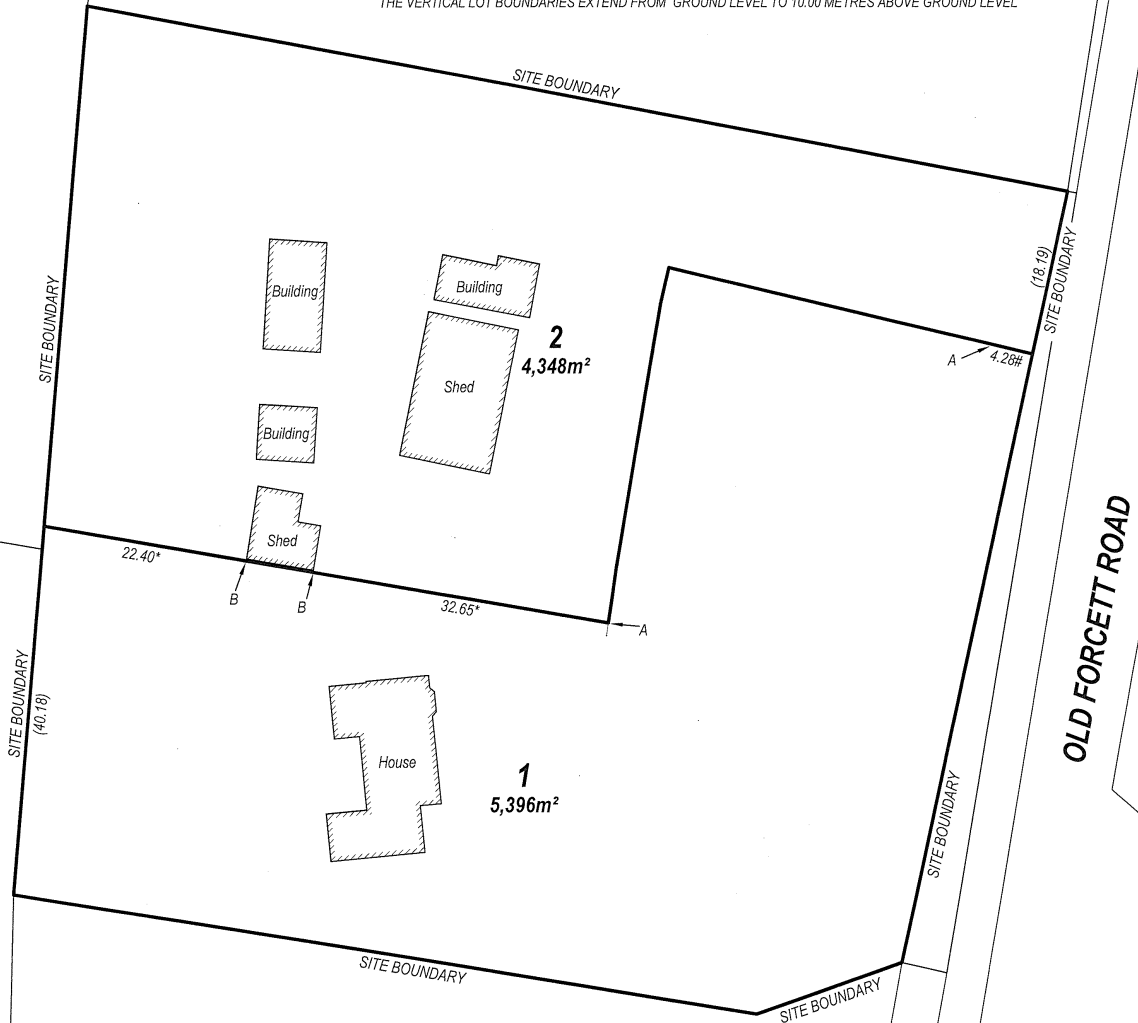 THE VERTICAL LOT BOUNDARIES EXTEND FROM GROUND LEVEL TO 10.00 METRES ABOVE GROUND LEVEL
SITE BOUNDARY
(18.19)
SITE BOUNDARY
SITE BOUNDARY
Building
Building
2
4,348m²
A
4.28#
Shed
Building
Shed
22.40*
B
B
32.65*
A
OLD FORCETT ROAD
SITE BOUNDARY
(40.18)
House
1
5,396m²
SITE BOUNDARY
SITE BOUNDARY
SITE BOUNDARY